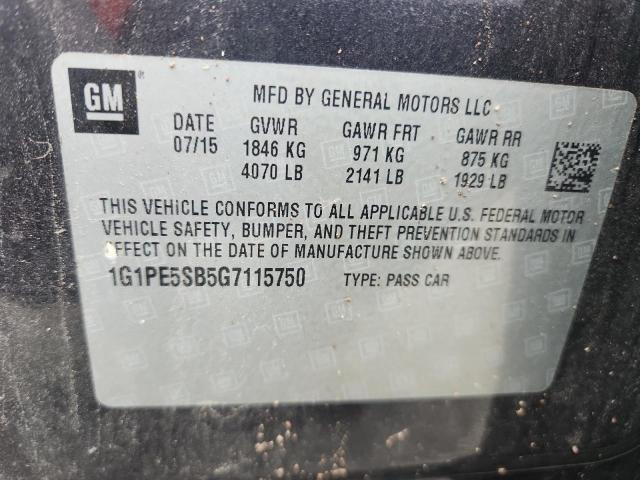 GM ®
MFD BY GENERAL MOTORS LLC
DATE GVWR GAWR FRT GAWR RR
07/15 1846 KG 971 KG 875 KG
4070 LB 2141 LB 1929 LB
THIS VEHICLE CONFORMS TO ALL APPLICABLE U.S. FEDERAL MOTOR
VEHICLE SAFETY, BUMPER, AND THEFT PREVENTION STANDARDS IN
EFFECT ON THE DATE OF MANUFACTURE SHOWN ABOVE.
1G1PE5SB5G7115750 TYPE: PASS CAR